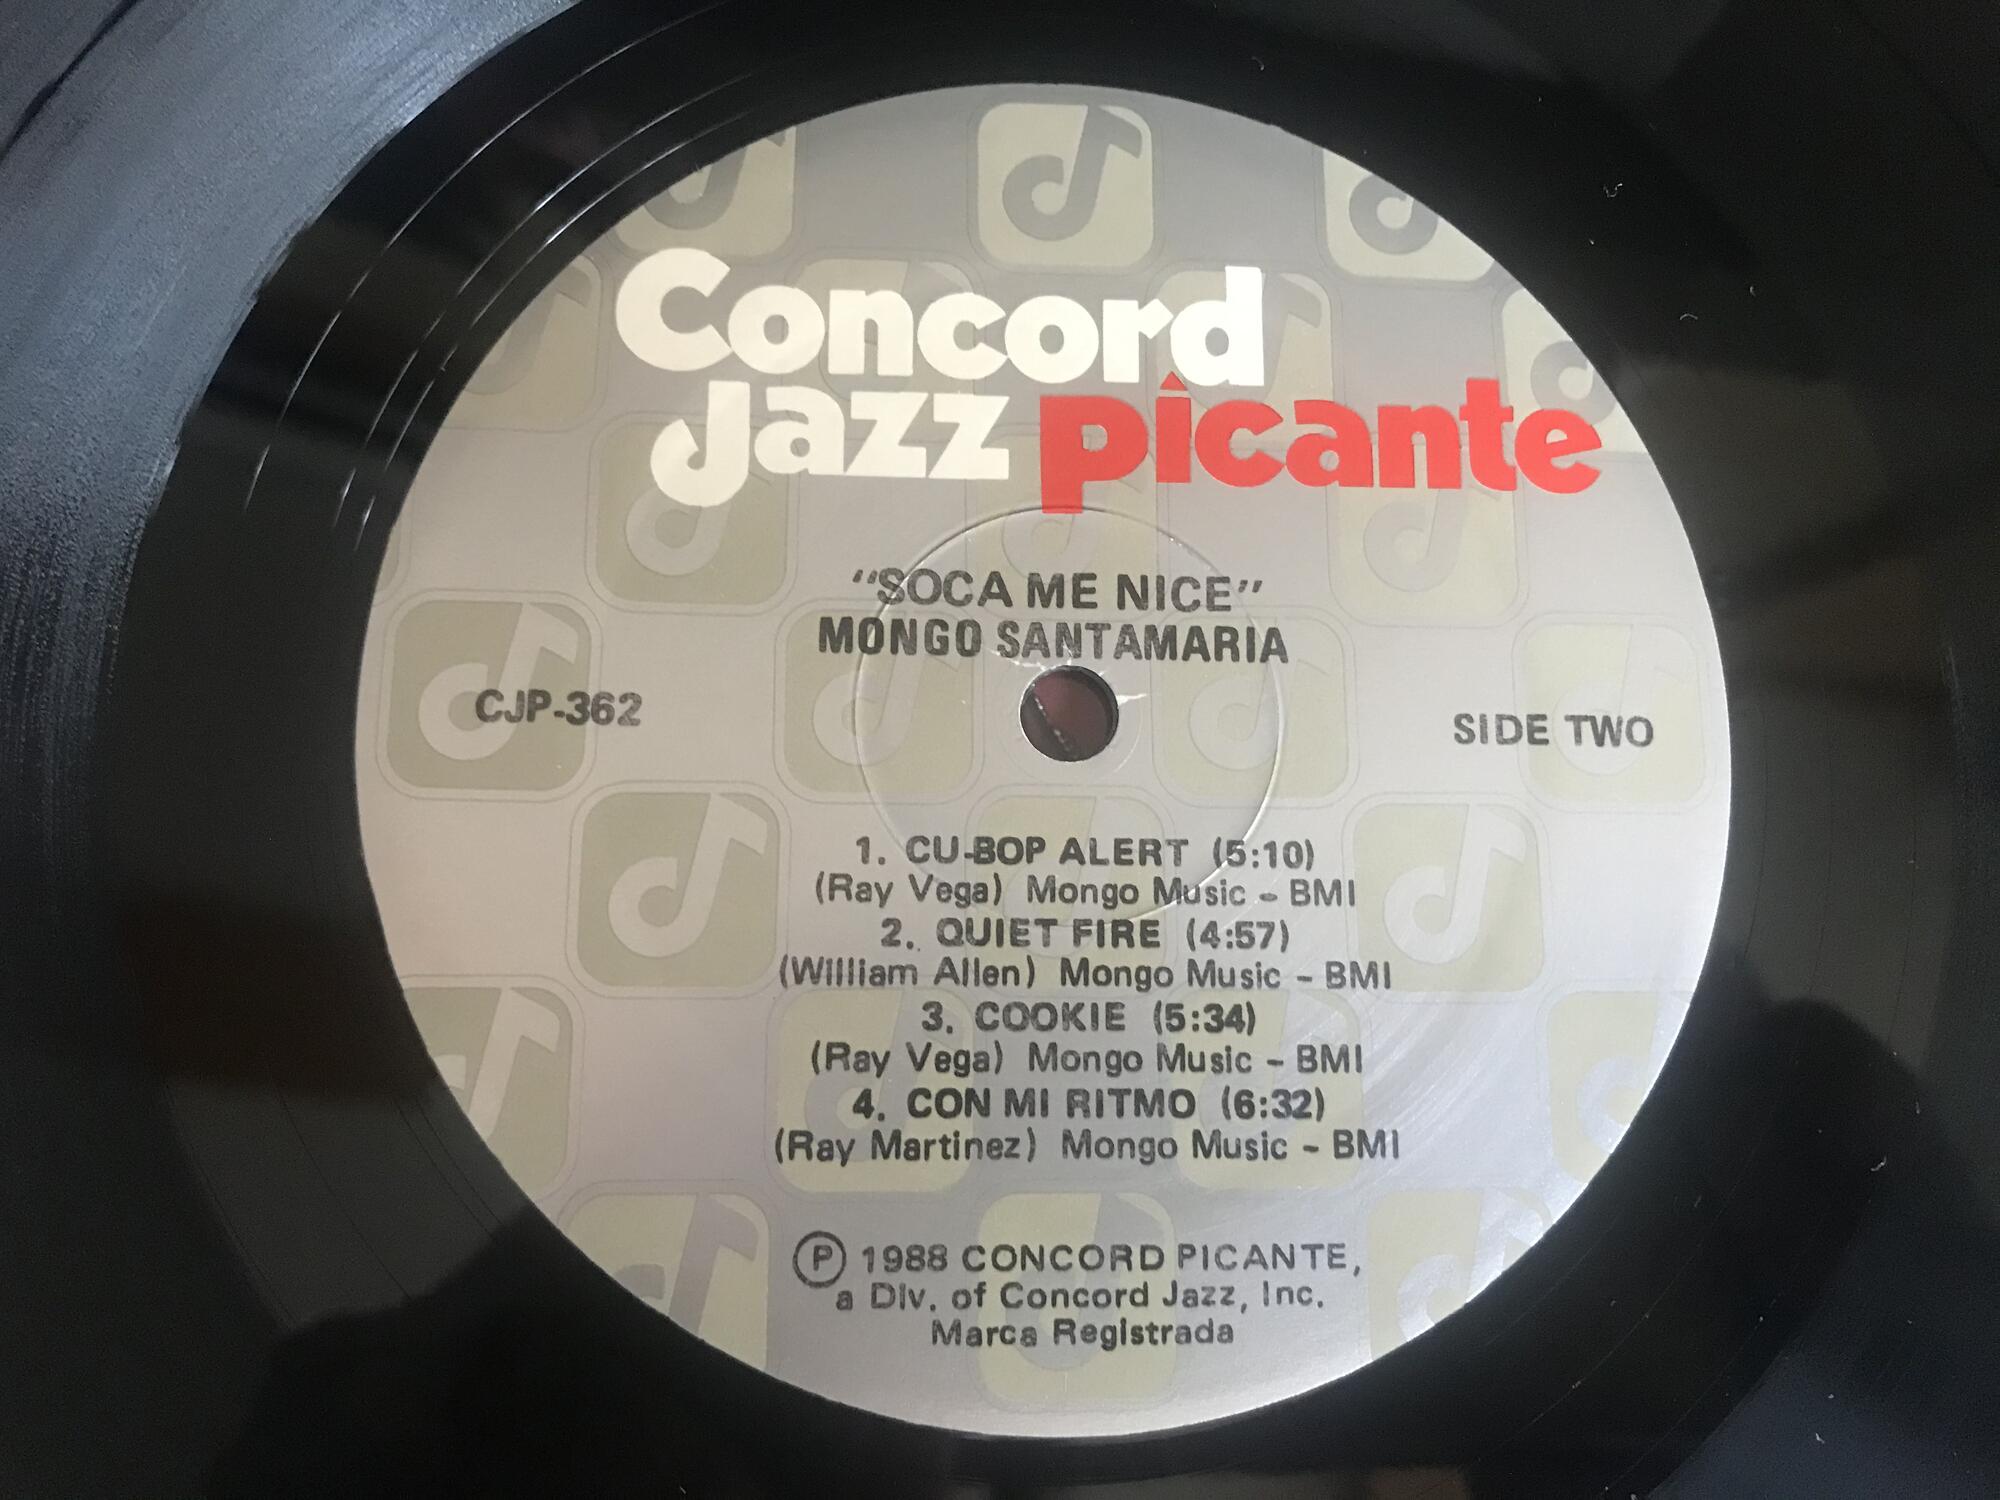 Concord
Jazz picante
"SOCA ME NICE"
MONGO SANTAMARIA
CJP-362
SIDE TWO
1. CU-BOP ALERT (5:10)
(Ray Vega) Mongo Music - BMI
2. QUIET FIRE (4:57)
(William Allen) Mongo Music - BMI
3. COOKIE (5:34)
(Ray Vega) Mongo Music - BMI
4. CON MI RITMO (6:32)
(Ray Martinez) Mongo Music - BMI
Ⓟ 1988 CONCORD PICANTE,
a Div. of Concord Jazz, Inc.
Marca Registrada